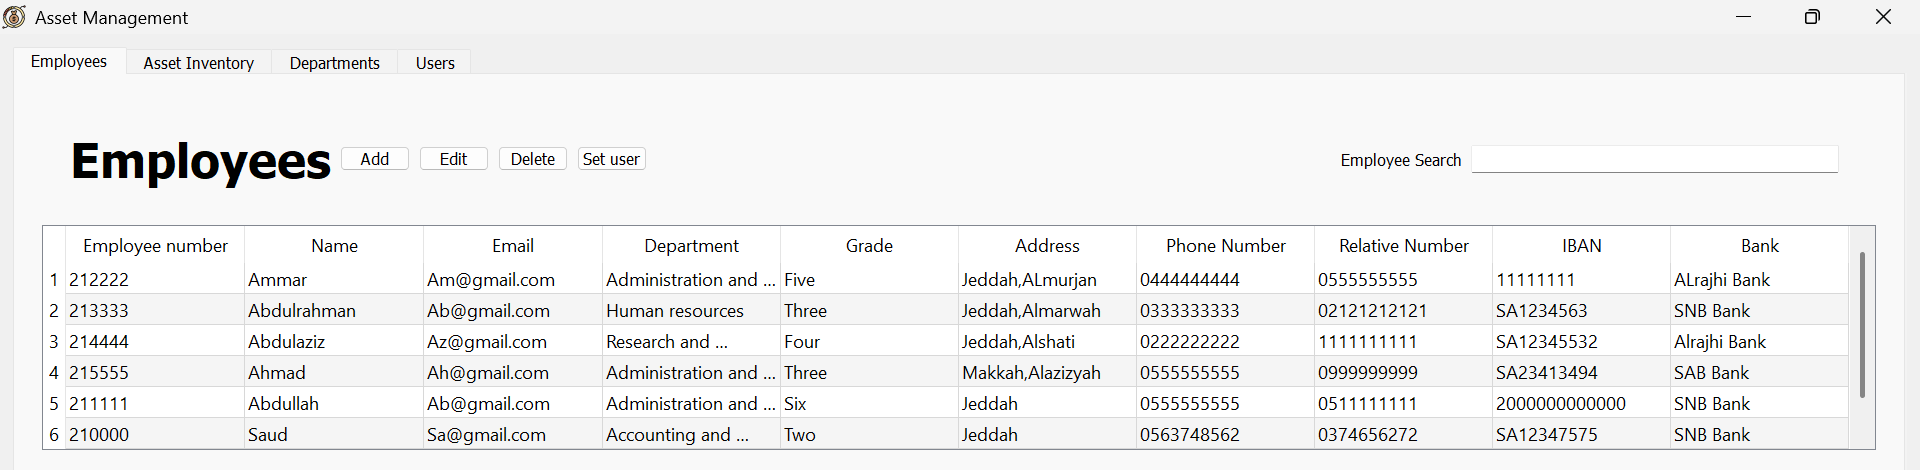 Asset Management
Employees Asset Inventory Departments Users
Employees Add Edit Delete Set user Employee Search
Employee number Name Email Department Grade Address Phone Number Relative Number IBAN Bank
1 212222 Ammar Am@gmail.com Administration and ... Five Jeddah,ALmurjan 0444444444 0555555555 11111111 ALrajhi Bank
2 213333 Abdulrahman Ab@gmail.com Human resources Three Jeddah,Almarwah 0333333333 02121212121 SA1234563 SNB Bank
3 214444 Abdulaziz Az@gmail.com Research and ... Four Jeddah,Alshati 0222222222 1111111111 SA12345532 Alrajhi Bank
4 215555 Ahmad Ah@gmail.com Administration and ... Three Makkah,Alazizyah 0555555555 0999999999 SA23413494 SAB Bank
5 211111 Abdullah Ab@gmail.com Administration and ... Six Jeddah 0555555555 0511111111 2000000000000 SNB Bank
6 210000 Saud Sa@gmail.com Accounting and ... Two Jeddah 0563748562 0374656272 SA12347575 SNB Bank